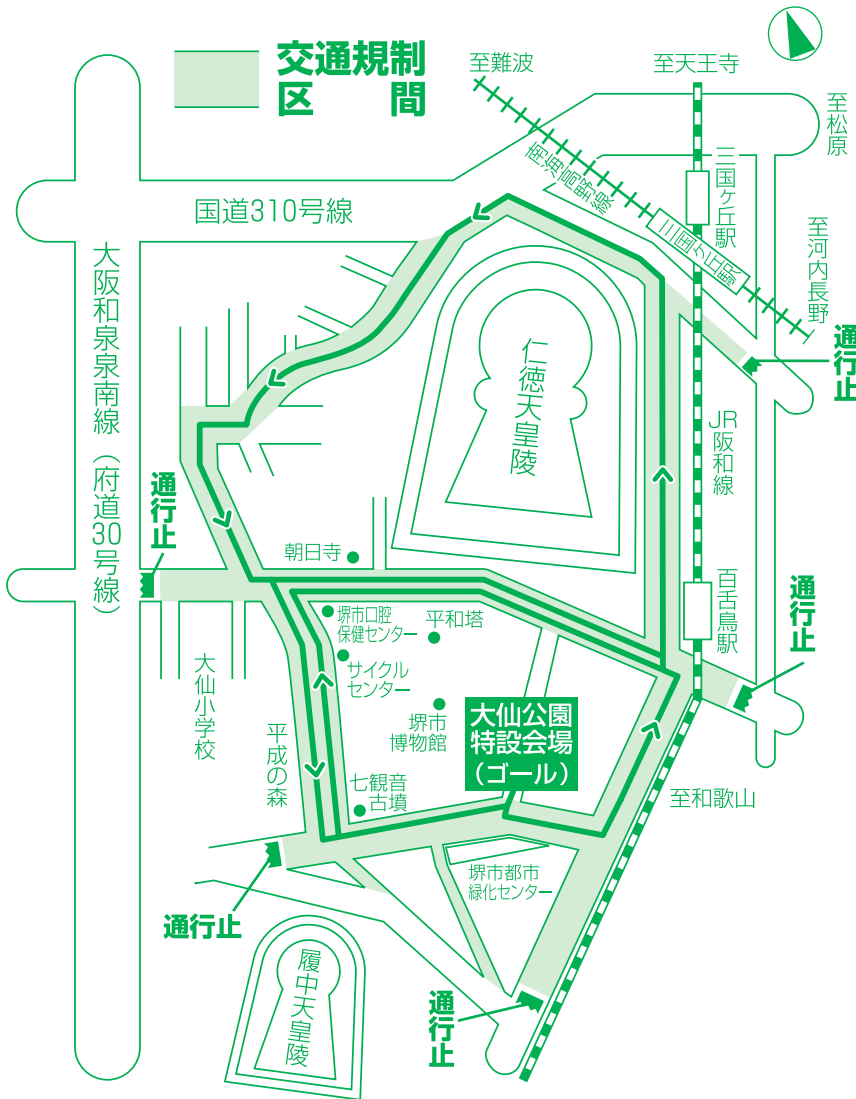 交通規制
区間
至難波
至天王寺
至松原
南海高野線
三国ヶ丘駅
三国ヶ丘駅
至河内長野
国道310号線
大阪和泉泉南線（府道30号線）
通行止
仁徳天皇陵
JR阪和線
通行止
朝日寺
百舌鳥駅
通行止
堺市口腔
保健センター
平和塔
サイクル
センター
大仙小学校
堺市
博物館
大仙公園
特設会場
（ゴール）
平成の森
七観音
古墳
至和歌山
堺市都市
緑化センター
通行止
履中天皇陵
通行止